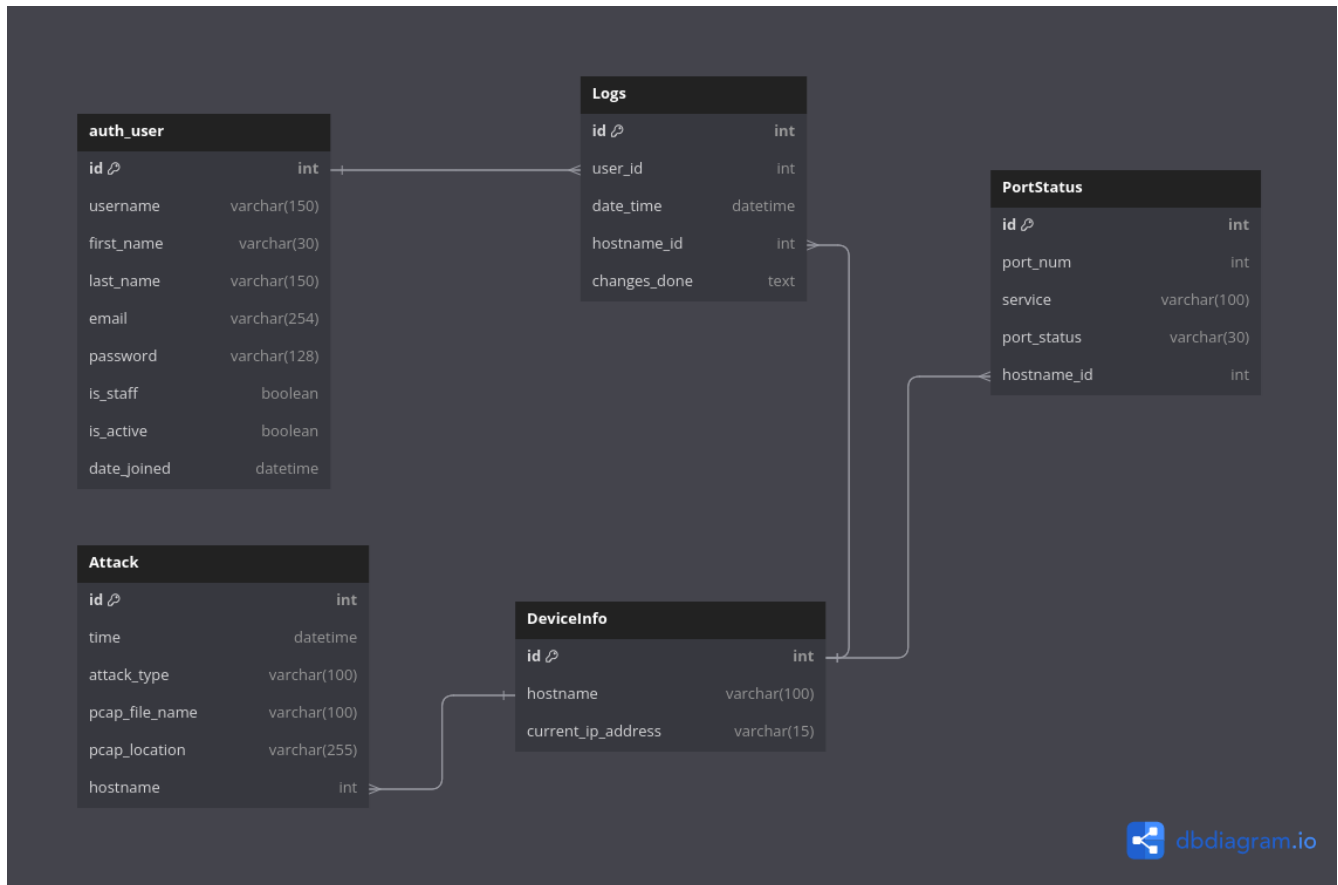 Logs
id int
user_id int
date_time datetime
hostname_id int
changes_done text
auth_user
id int
username varchar(150)
first_name varchar(30)
last_name varchar(150)
email varchar(254)
password varchar(128)
is_staff boolean
is_active boolean
date_joined datetime
PortStatus
id int
port_num int
service varchar(100)
port_status varchar(30)
hostname_id int
Attack
id int
time datetime
attack_type varchar(100)
pcap_file_name varchar(100)
pcap_location varchar(255)
hostname int
DeviceInfo
id int
hostname varchar(100)
current_ip_address varchar(15)
dbdiagram.io